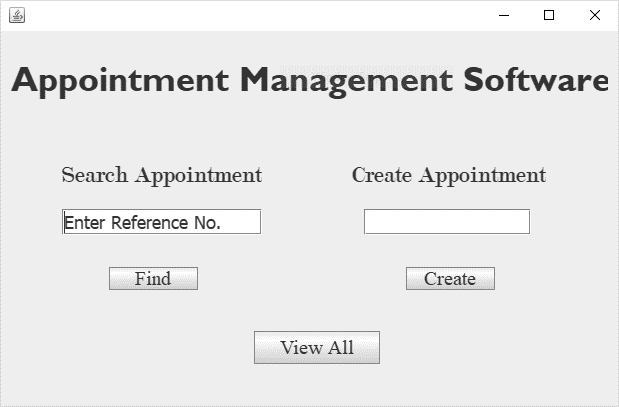 Appointment Management Software
Search Appointment
Create Appointment
Enter Reference No.
Find
Create
View All